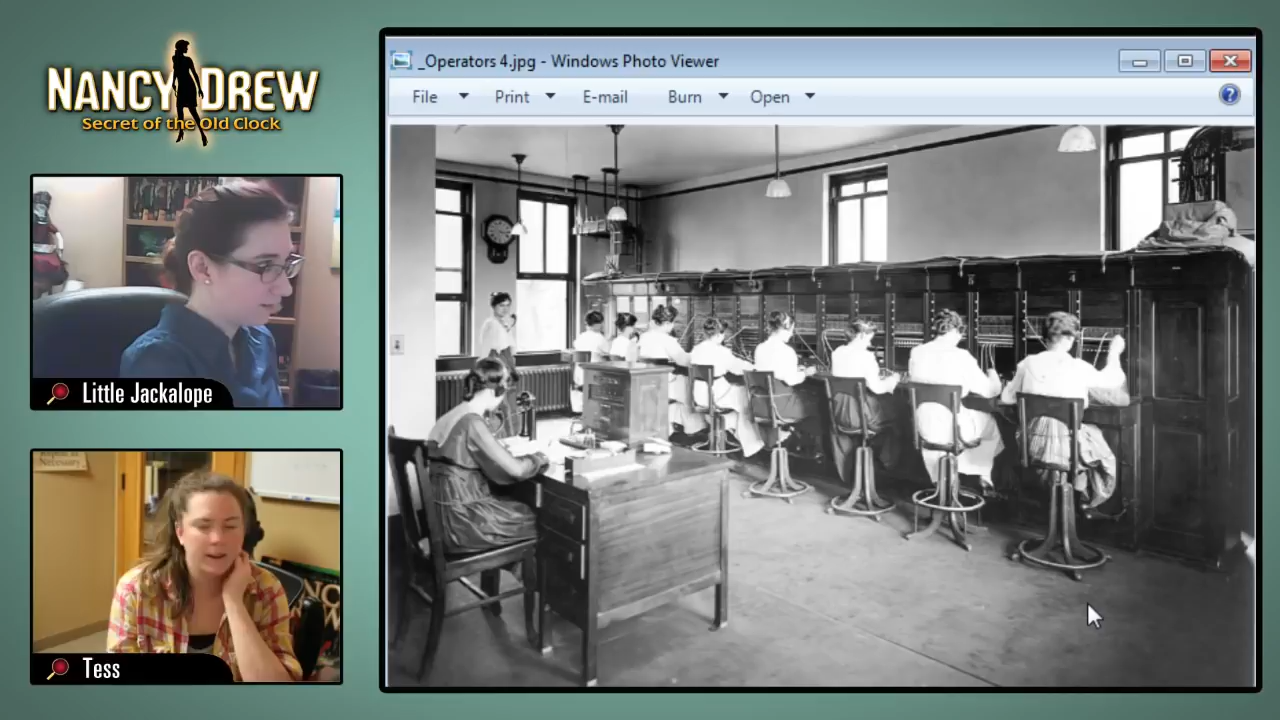 NANCY DREW
Secret of the Old Clock
_Operators 4.jpg - Windows Photo Viewer
File Print E-mail Burn Open
Little Jackalope
Necessary
Tess